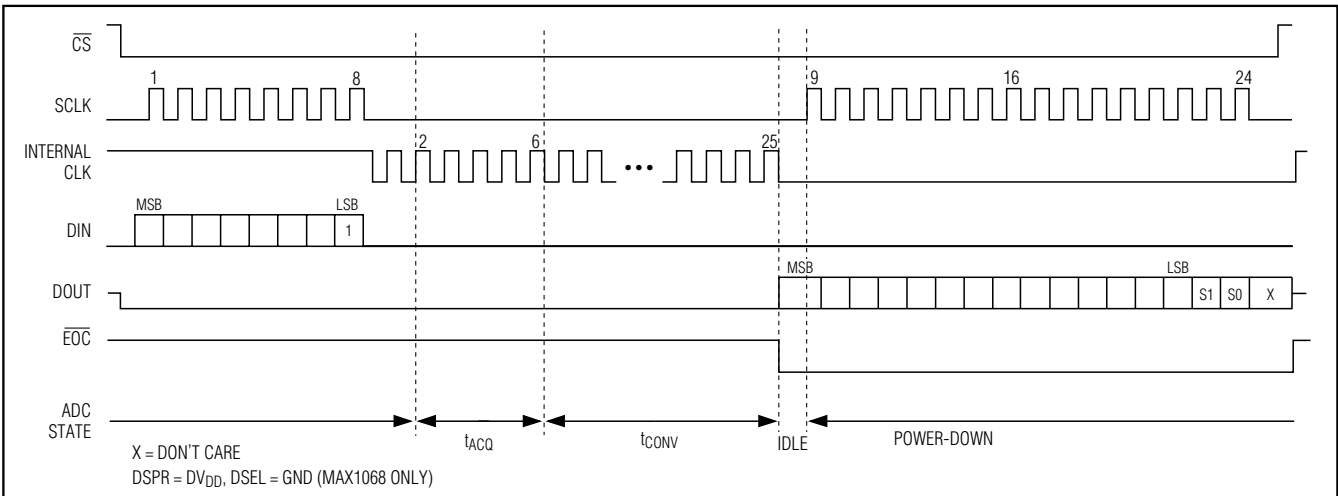 CS
1 8 9 16 24
SCLK
INTERNAL
CLK
2 6 25
•••
MSB LSB
DIN
1
MSB LSB
DOUT
S1 S0 X
EOC
ADC
STATE
tACQ tCONV IDLE POWER-DOWN
X = DON'T CARE
DSPR = DVDD, DSEL = GND (MAX1068 ONLY)